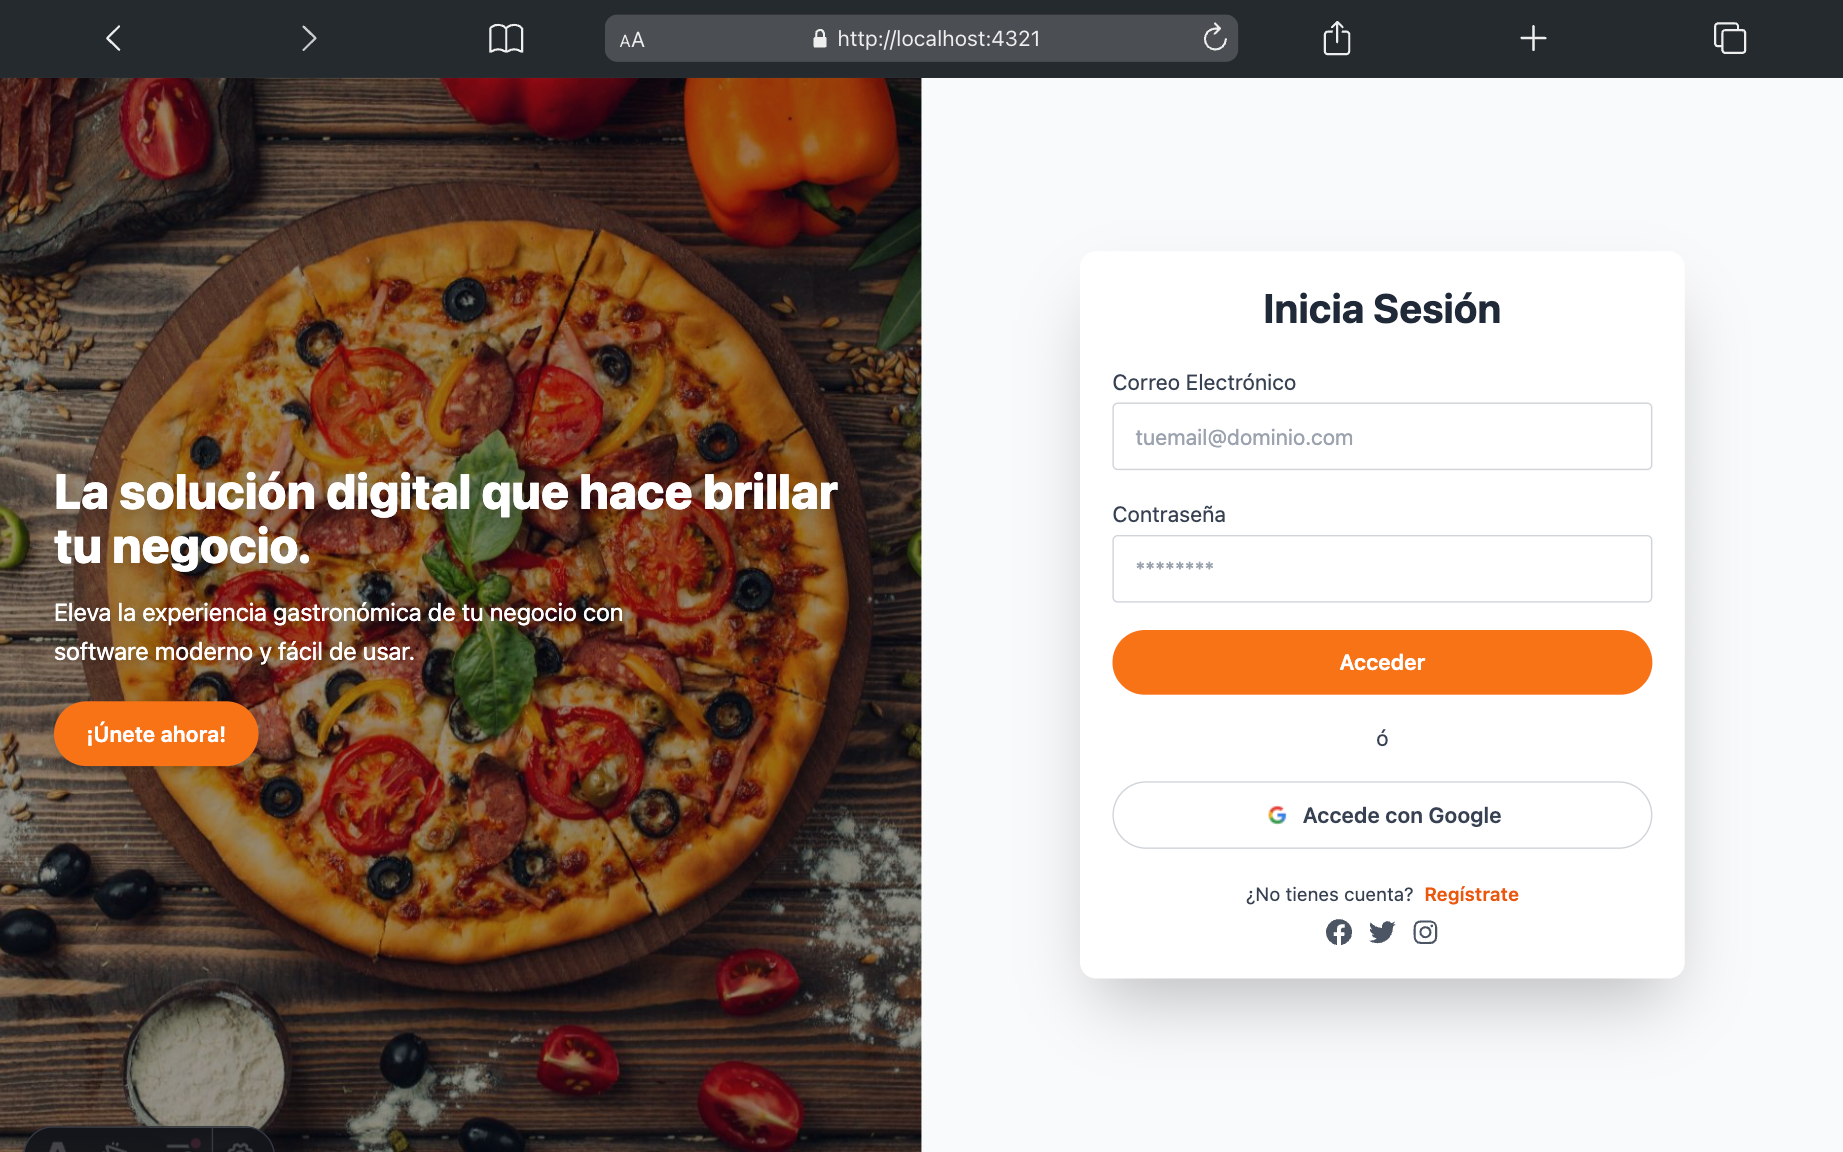 AA
http://localhost:4321
La solución digital que hace brillar
tu negocio.
Eleva la experiencia gastronómica de tu negocio con
software moderno y fácil de usar.
¡Únete ahora!
Inicia Sesión
Correo Electrónico
tuemail@dominio.com
Contraseña
********
Acceder
ó
Accede con Google
¿No tienes cuenta? Regístrate